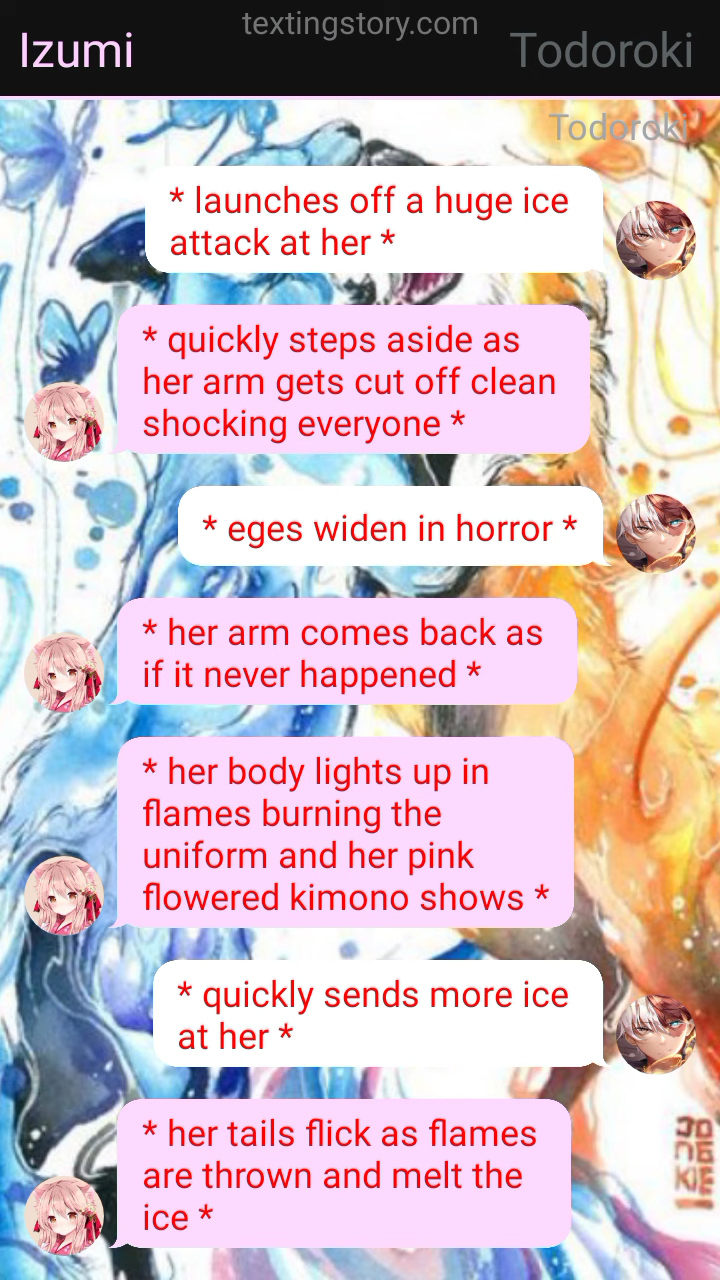 textingstory.com
Izumi
Todoroki
Todoroki
* launches off a huge ice
attack at her *
* quickly steps aside as
her arm gets cut off clean
shocking everyone *
* eges widen in horror *
* her arm comes back as
if it never happened *
* her body lights up in
flames burning the
uniform and her pink
flowered kimono shows *
* quickly sends more ice
at her *
* her tails flick as flames
are thrown and melt the
ice *